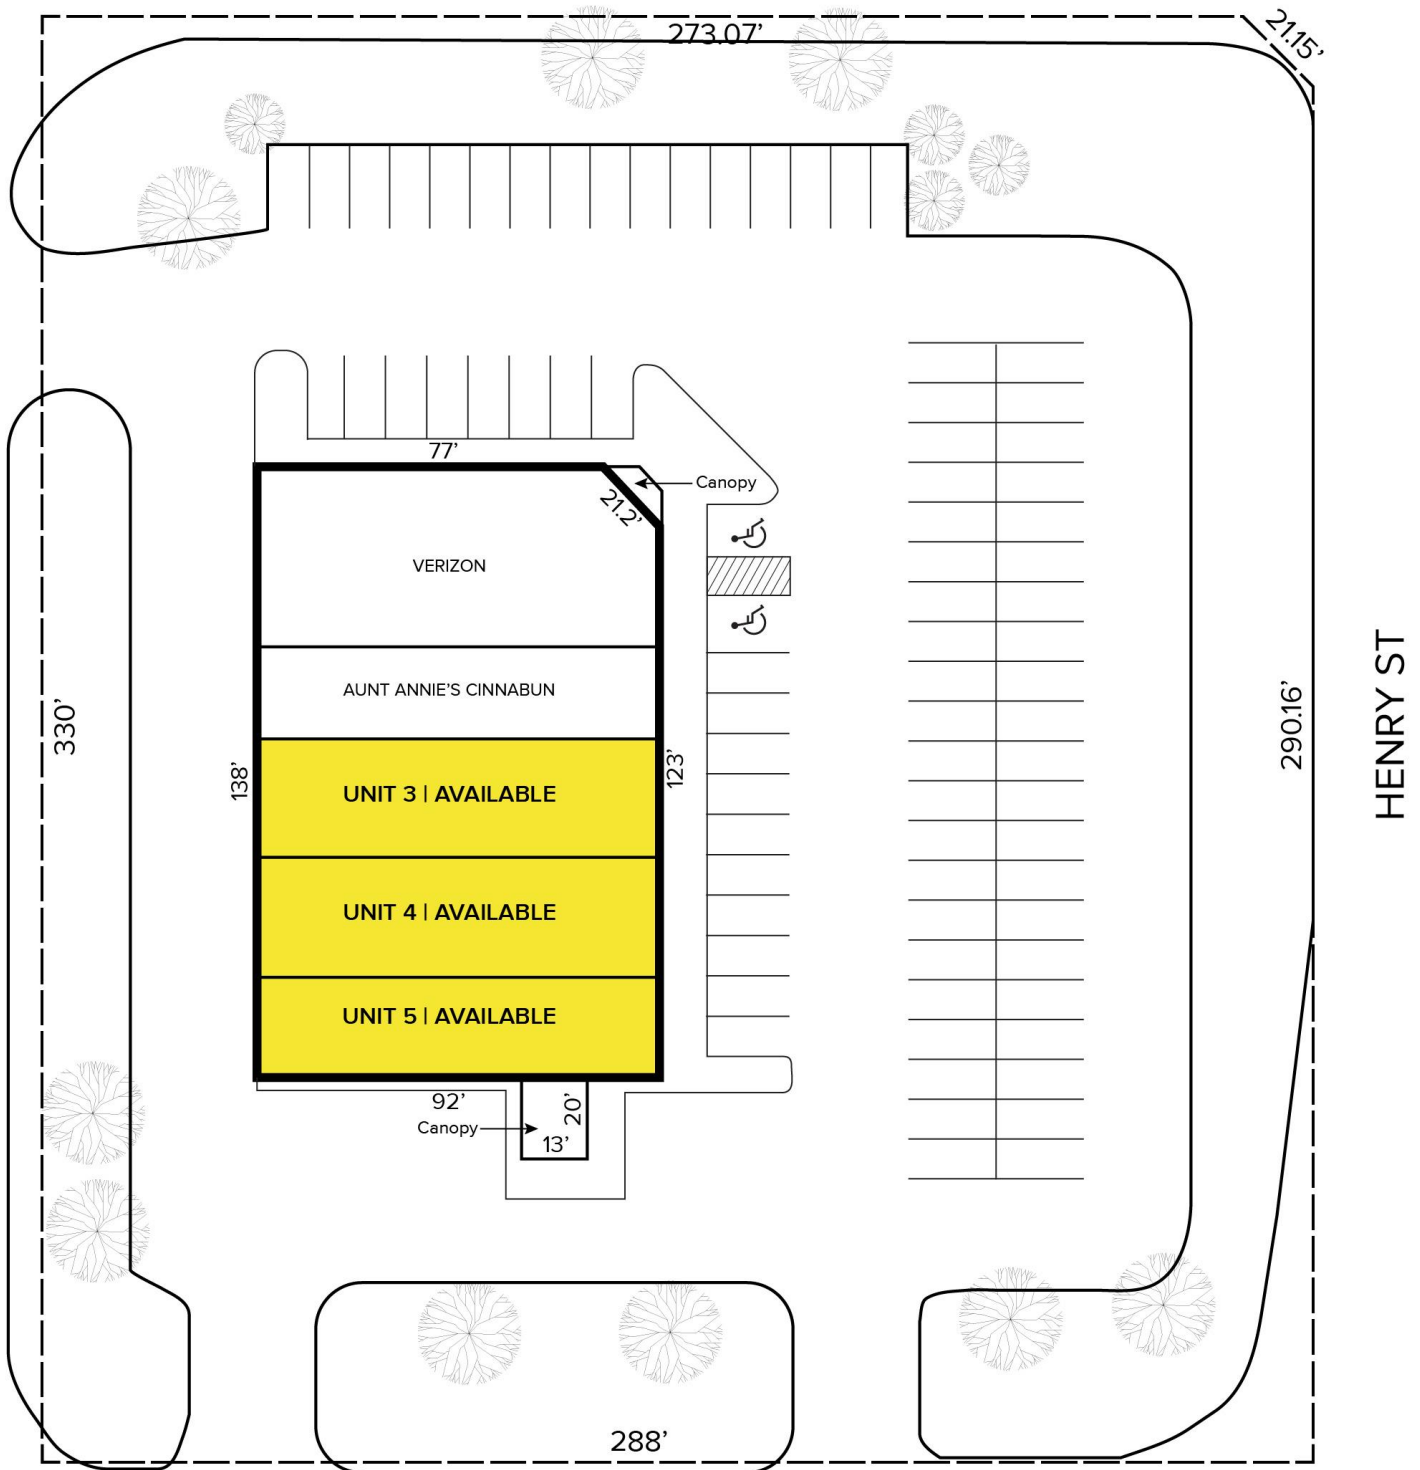 273.07’
21.15’
77’
Canopy
21.2’
VERIZON
AUNT ANNIE’S CINNABUN
330’
138’
123’
290.16’
HENRY ST
UNIT 3 | AVAILABLE
UNIT 4 | AVAILABLE
UNIT 5 | AVAILABLE
92’
20’
Canopy
13’
288’